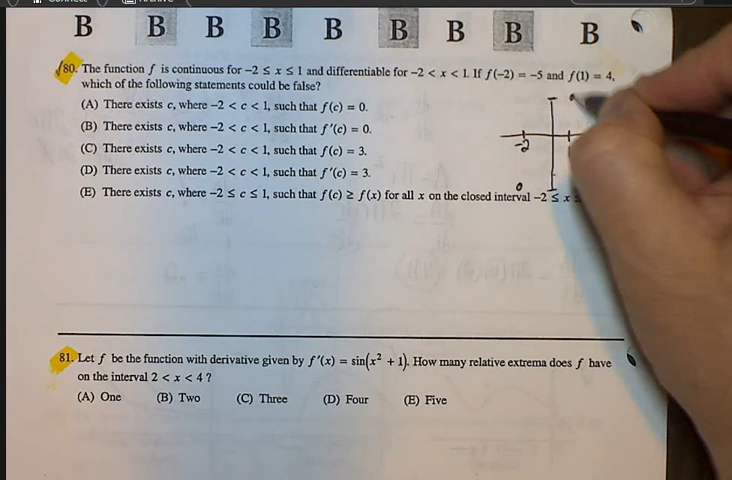 B B B B B B B B B
80. The function f is continuous for −2 ≤ x ≤ 1 and differentiable for −2 < x < 1. If f(−2) = −5 and f(1) = 4,
which of the following statements could be false?
(A) There exists c, where −2 < c < 1, such that f(c) = 0.
(B) There exists c, where −2 < c < 1, such that f′(c) = 0.
(C) There exists c, where −2 < c < 1, such that f(c) = 3.
(D) There exists c, where −2 < c < 1, such that f′(c) = 3.
(E) There exists c, where −2 ≤ c ≤ 1, such that f(c) ≥ f(x) for all x on the closed interval −2 ≤ x ≤
-2
81. Let f be the function with derivative given by f′(x) = sin(x² + 1). How many relative extrema does f have
on the interval 2 < x < 4 ?
(A) One (B) Two (C) Three (D) Four (E) Five